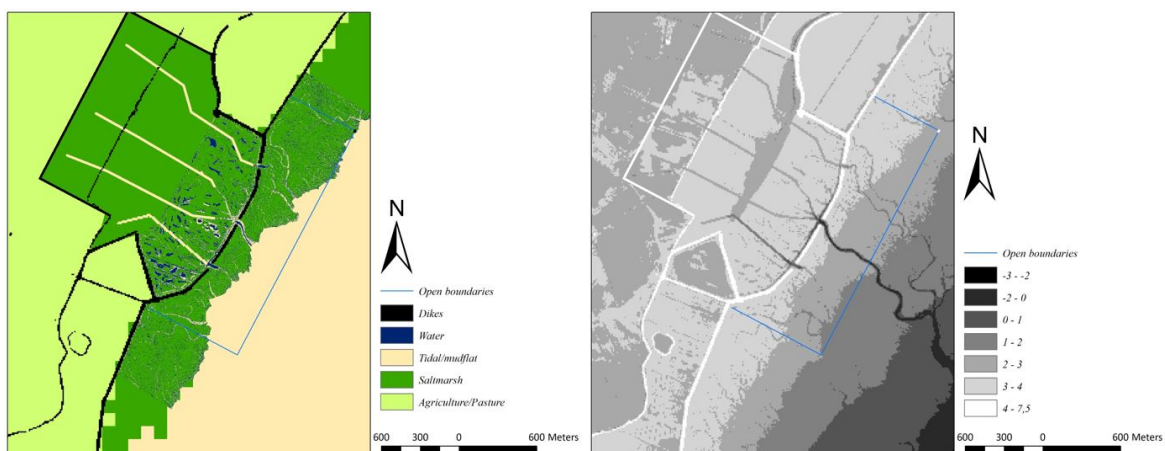 N
Open boundaries
Dikes
Water
Tidal/mudflat
Saltmarsh
Agriculture/Pasture
600 300 0 600 Meters
N
Open boundaries
-3 - -2
-2 - 0
0 - 1
1 - 2
2 - 3
3 - 4
4 - 7,5
600 300 0 600 Meters